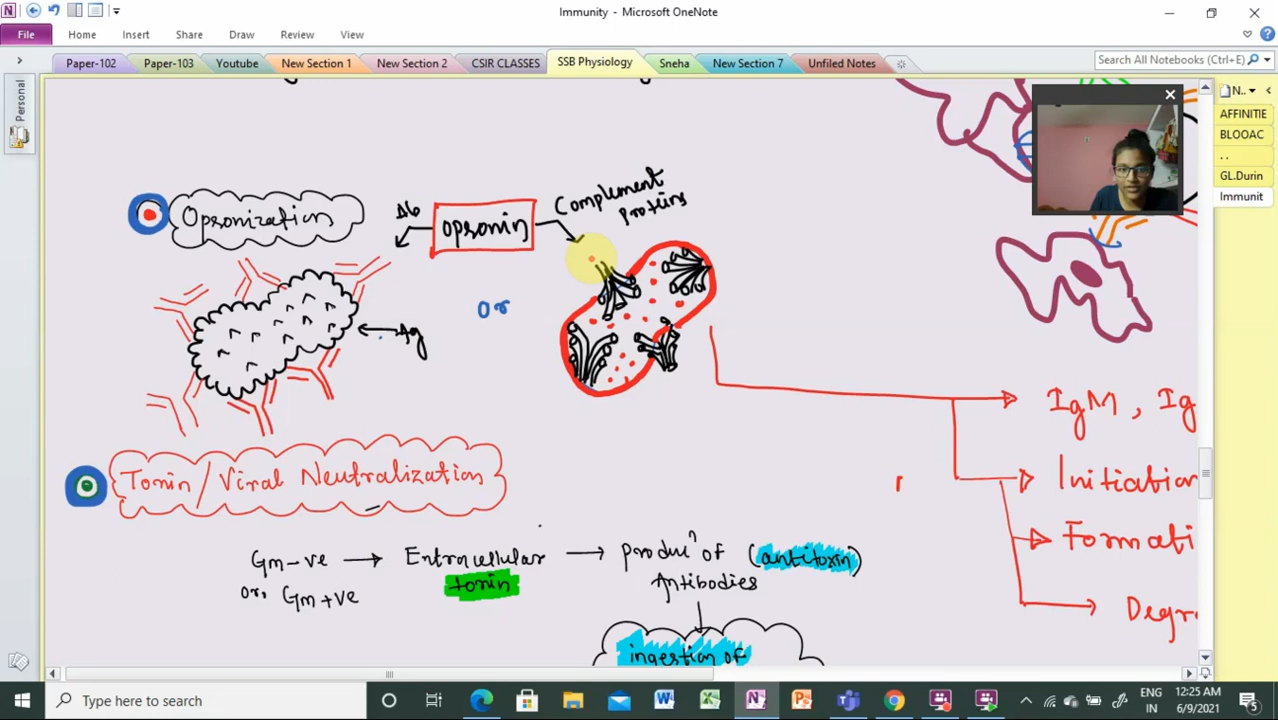 Immunity - Microsoft OneNote
File Home Insert Share Draw Review View
Paper-102 Paper-103 Youtube New Section 1 New Section 2 CSIR CLASSES SSB Physiology Sneha New Section 7 Unfiled Notes
Search All Notebooks (Ctrl+E)
Personal
N..
AFFINITIE
BLOOAC
. .
GL.Durin
Immunit
Opsonization
Ab
opsonin
Complement
proteins
or
Ag
IgM, Ig
Initiation
Formati
Degr
Toxin/Viral Neutralization
Gm-ve
or, Gm+ve
Extracellular
toxin
produⁿ of
Antibodies
(antitoxin)
ingestion of
Type here to search
ENG
IN
12:25 AM
6/9/2021
5